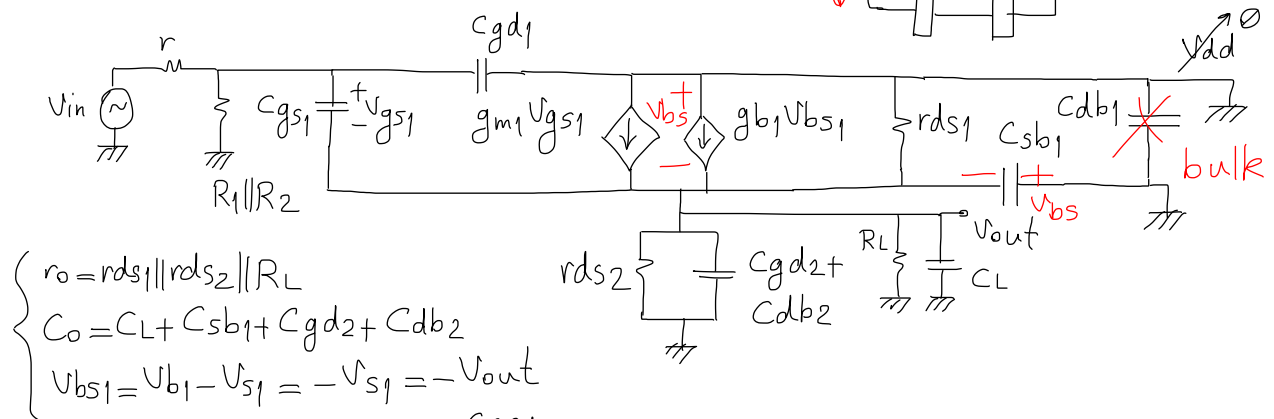 Cgd1
r
Vdd 0
Vin
Cgs1
+
-
Vgs1
gm1Vgs1
Vbs
+
-
gb1Vbs1
rds1
Cdb1
Csb1
bulk
- +
Vbs
R1||R2
Vout
RL
CL
rds2
Cgd2+
Cdb2
ro=rds1||rds2||RL
Co=CL+Csb1+Cgd2+Cdb2
Vbs1=Vb1-Vs1=-Vs1=-Vout